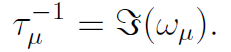 τ_μ^{-1} = ℑ(ω_μ).